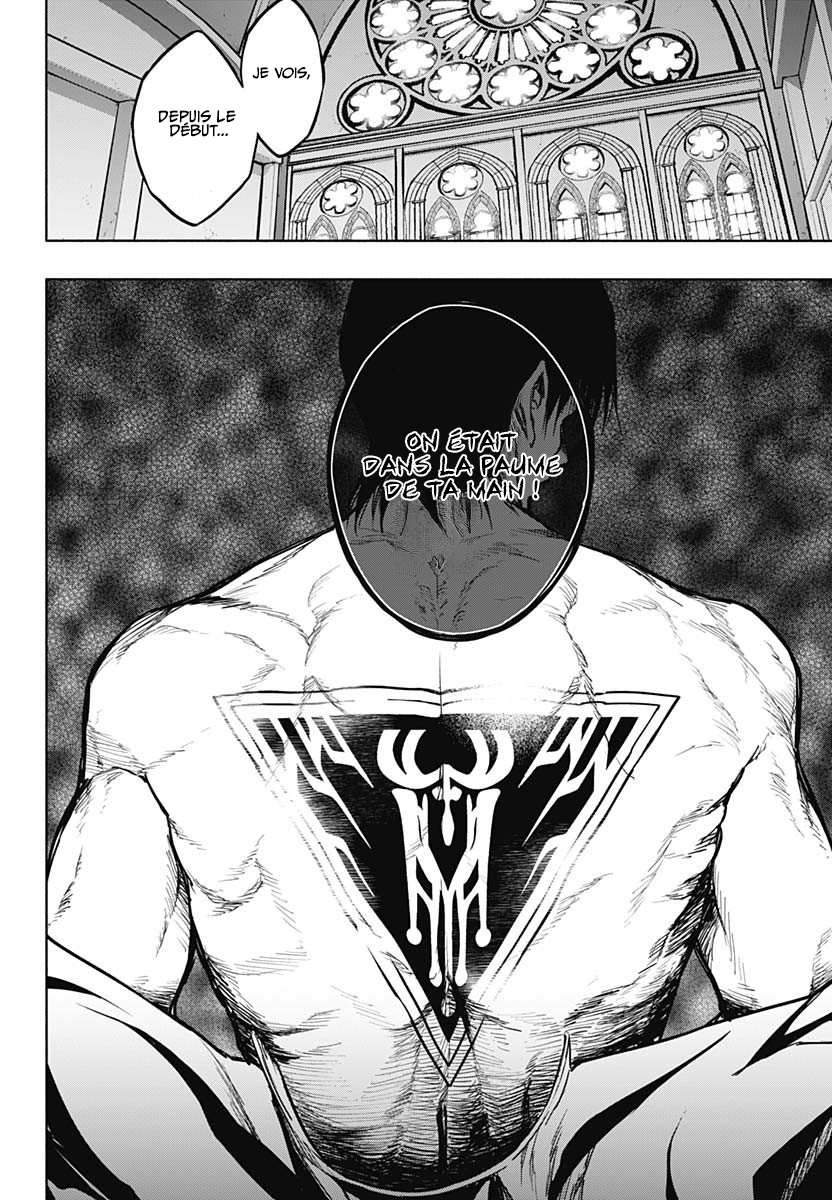 JE VOIS,
DEPUIS LE
DÉBUT...
ON ÉTAIT
DANS LA PAUME
DE TA MAIN !